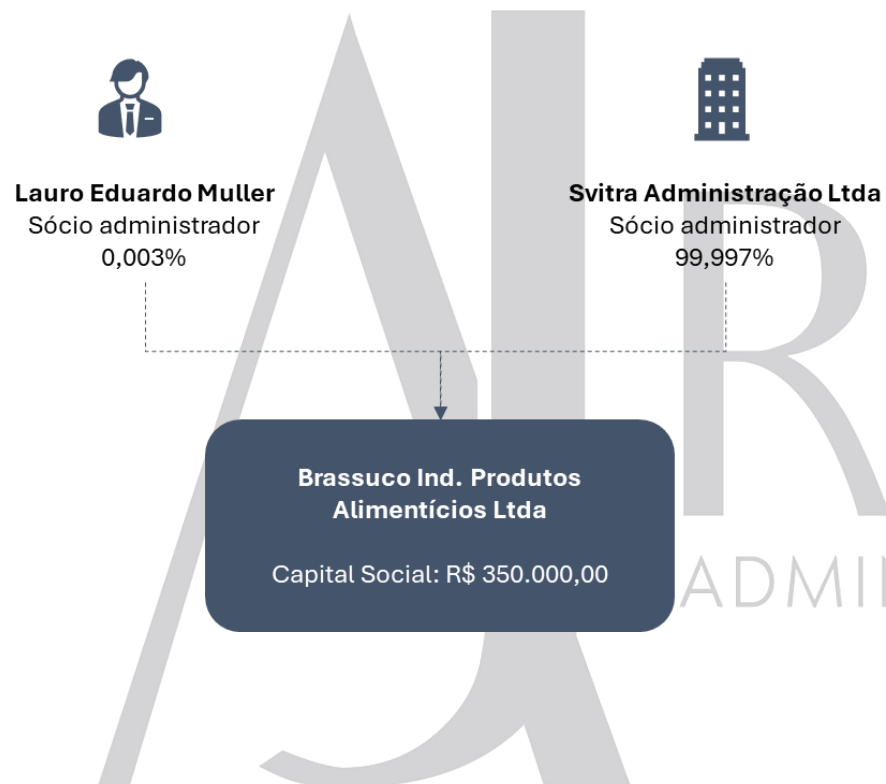 Lauro Eduardo Muller
Sócio administrador
0,003%
Svitra Administração Ltda
Sócio administrador
99,997%
Brassuco Ind. Produtos
Alimentícios Ltda
Capital Social: R$ 350.000,00
AJR
ADMI